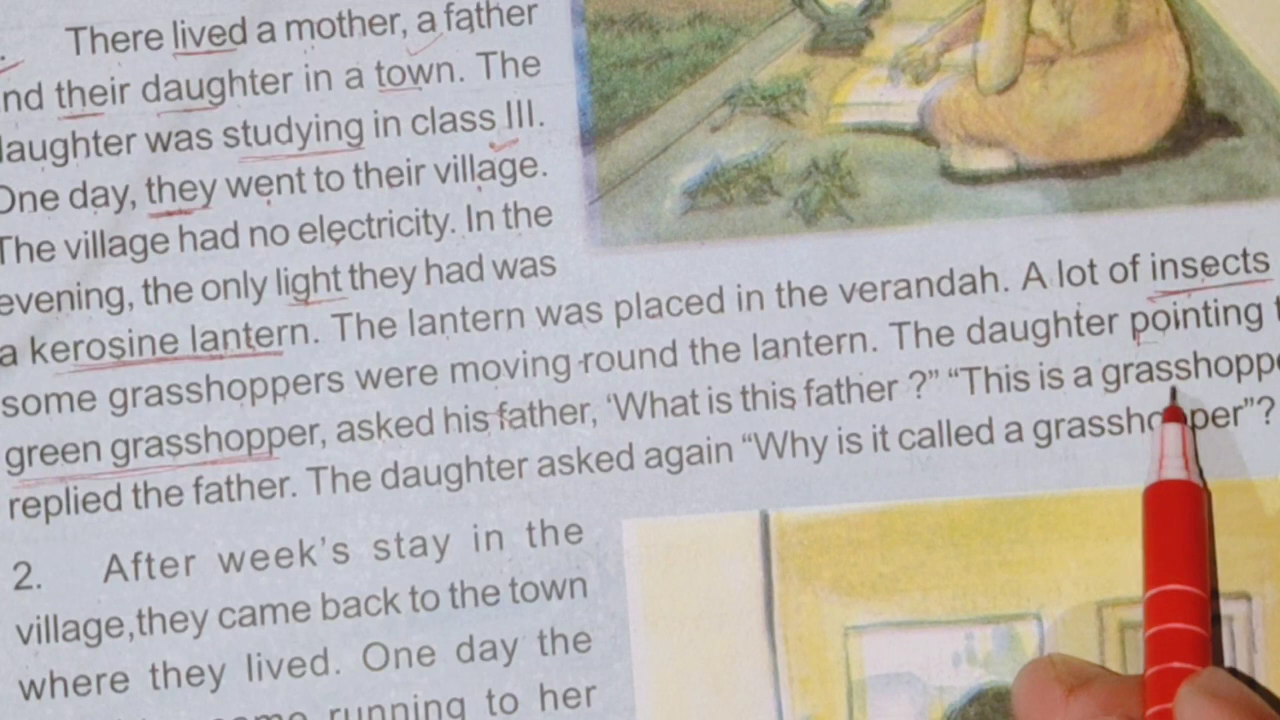 There lived a mother, a father
nd their daughter in a town. The
daughter was studying in class III.
One day, they went to their village.
The village had no electricity. In the
evening, the only light they had was
a kerosine lantern. The lantern was placed in the verandah. A lot of insects
some grasshoppers were moving round the lantern. The daughter pointing
green grasshopper, asked his father, ‘What is this father ?” “This is a grasshoppe
replied the father. The daughter asked again “Why is it called a grasshopper”?
2. After week’s stay in the
village,they came back to the town
where they lived. One day the
running to her